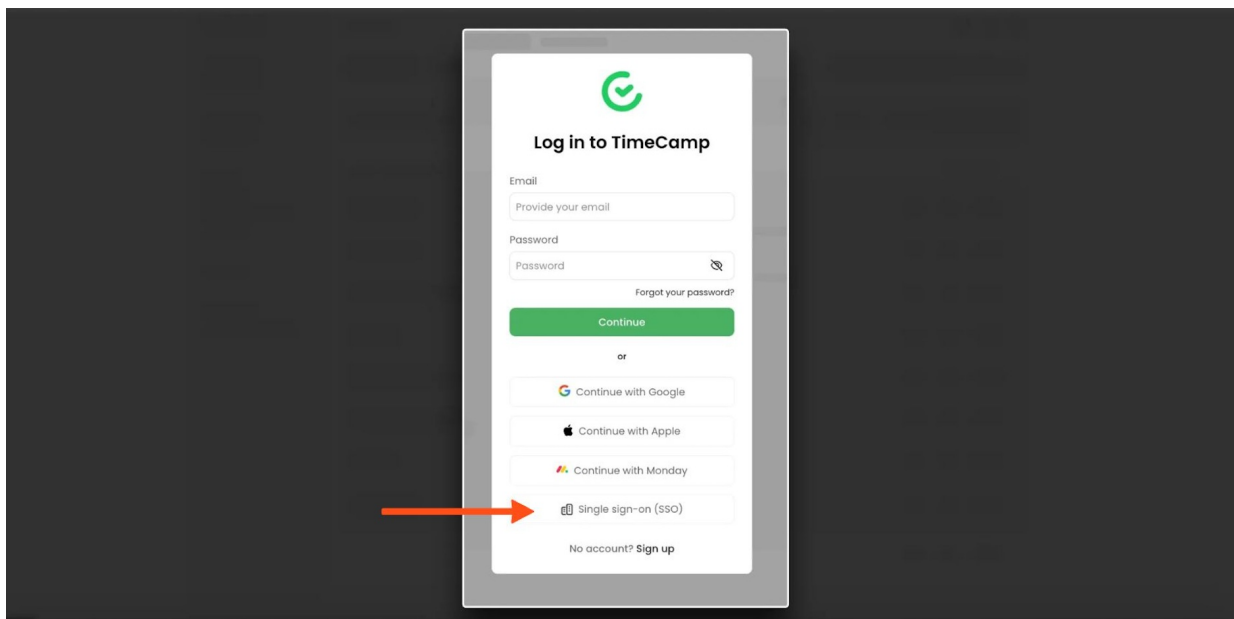 Log in to TimeCamp
Email
Provide your email
Password
Password
Forgot your password?
Continue
or
Continue with Google
Continue with Apple
Continue with Monday
Single sign-on (SSO)
No account? Sign up